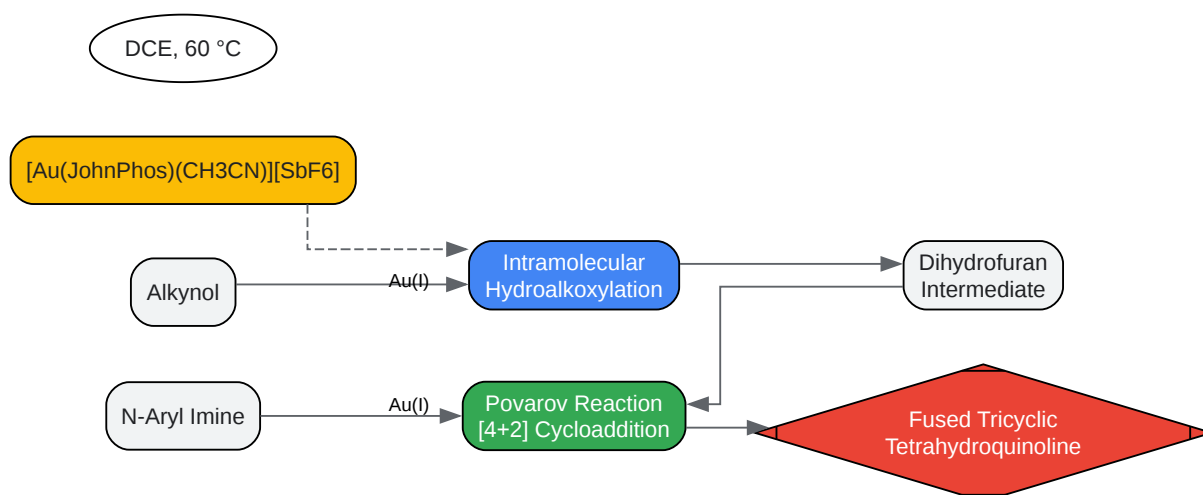 DCE, 60 °C
[Au(JohnPhos)(CH3CN)][SbF6]
Alkynol
Au(I)
Intramolecular
Hydroalkoxylation
Dihydrofuran
Intermediate
N-Aryl Imine
Au(I)
Povarov Reaction
[4+2] Cycloaddition
Fused Tricyclic
Tetrahydroquinoline